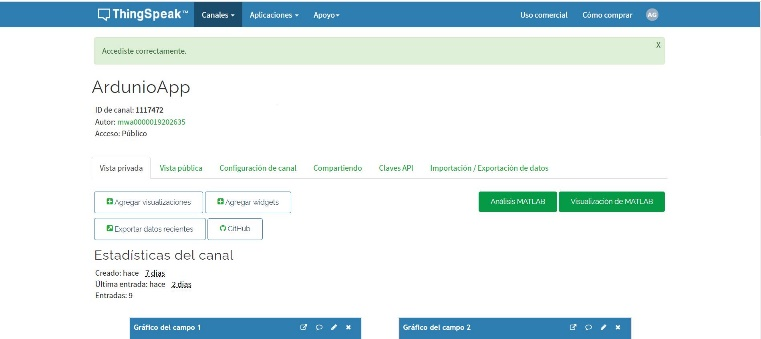 ThingSpeak™ Canales Aplicaciones Apoyo Uso comercial Cómo comprar AG
Accediste correctamente. X
ArdunioApp
ID de canal: 1117472
Autor: mwa0000019202635
Acceso: Público
Vista privada Vista pública Configuración de canal Compartiendo Claves API Importación / Exportación de datos
Agregar visualizaciones Agregar widgets Análisis MATLAB Visualización de MATLAB
Exportar datos recientes GitHub
Estadísticas del canal
Creado: hace 7 días
Última entrada: hace 2 días
Entradas: 9
Gráfico del campo 1 Gráfico del campo 2